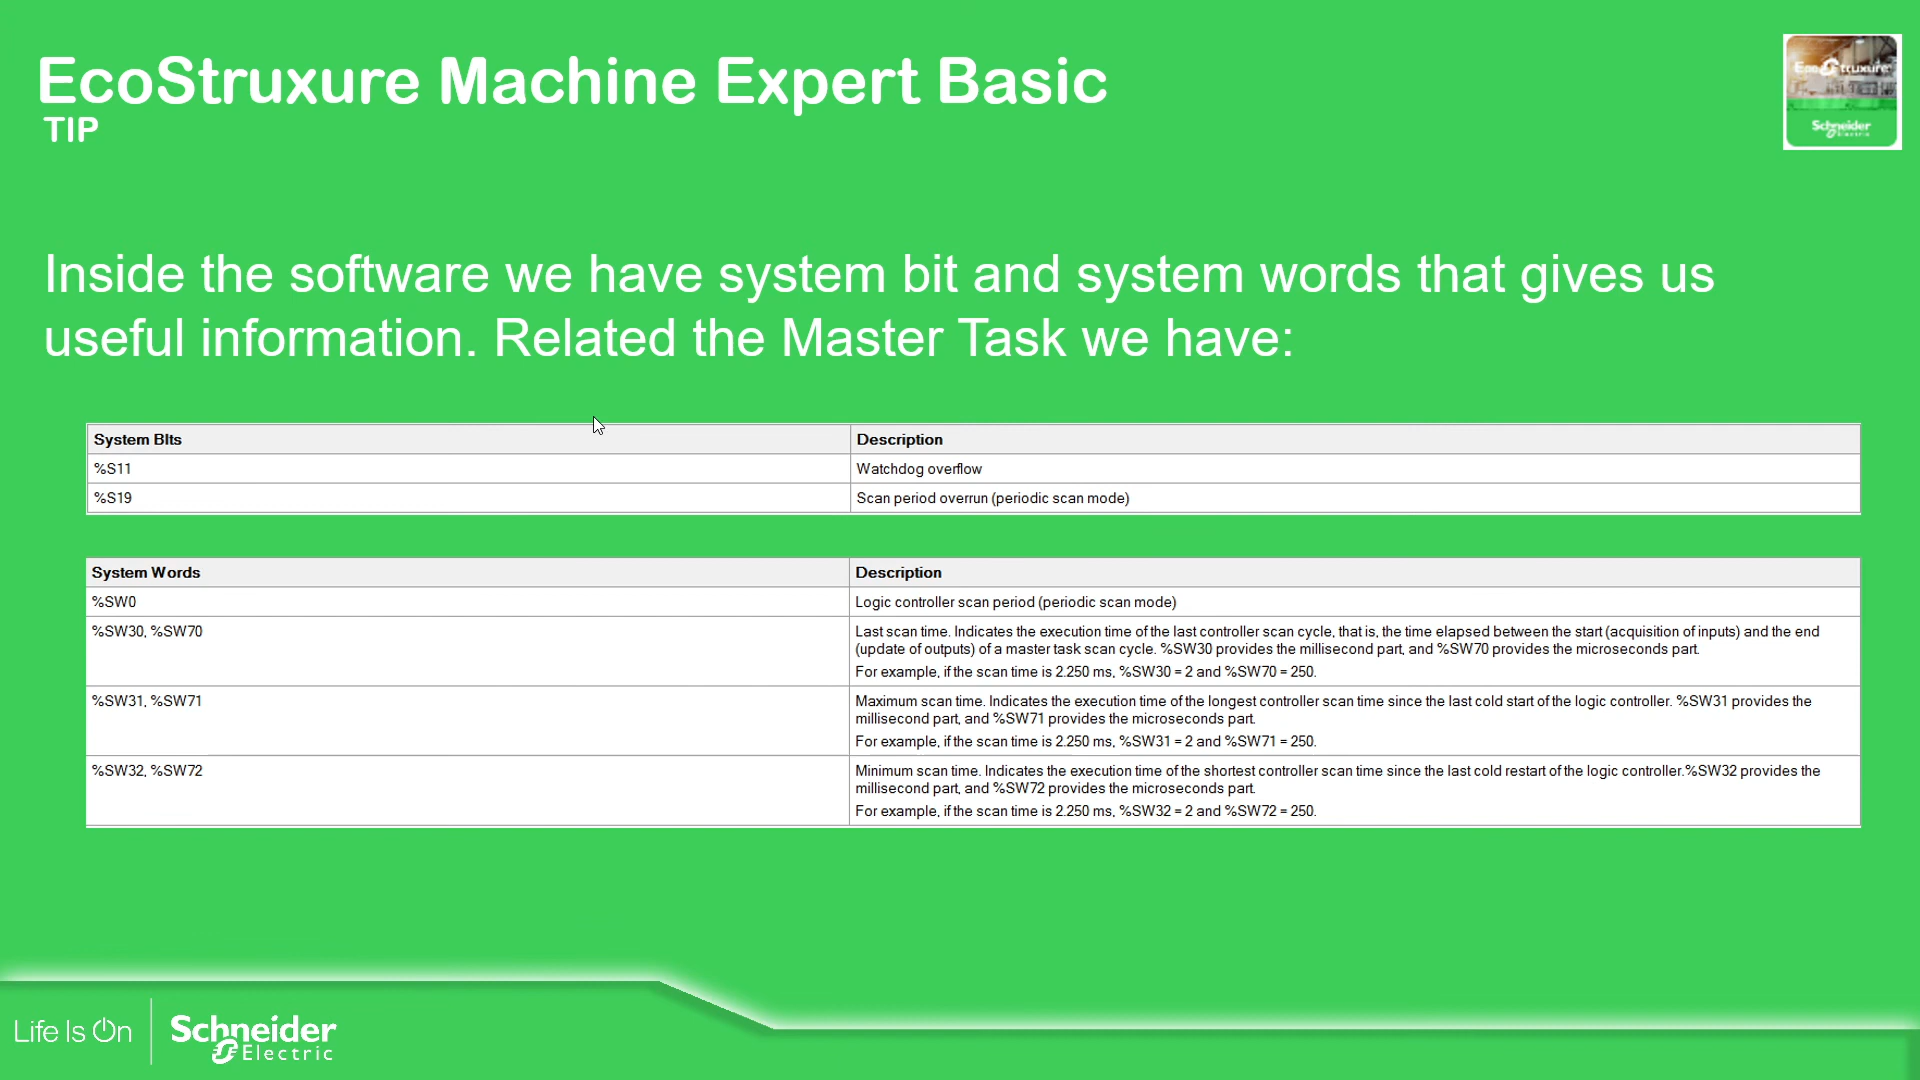 EcoStruxure Machine Expert Basic
TIP
EcoStruxure
Schneider
Electric
Inside the software we have system bit and system words that gives us
useful information. Related the Master Task we have:
System BIts Description
%S11 Watchdog overflow
%S19 Scan period overrun (periodic scan mode)
System Words Description
%SW0 Logic controller scan period (periodic scan mode)
%SW30, %SW70 Last scan time. Indicates the execution time of the last controller scan cycle, that is, the time elapsed between the start (acquisition of inputs) and the end
(update of outputs) of a master task scan cycle. %SW30 provides the millisecond part, and %SW70 provides the microseconds part.
For example, if the scan time is 2.250 ms, %SW30 = 2 and %SW70 = 250.
%SW31, %SW71 Maximum scan time. Indicates the execution time of the longest controller scan time since the last cold start of the logic controller. %SW31 provides the
millisecond part, and %SW71 provides the microseconds part.
For example, if the scan time is 2.250 ms, %SW31 = 2 and %SW71 = 250.
%SW32, %SW72 Minimum scan time. Indicates the execution time of the shortest controller scan time since the last cold restart of the logic controller.%SW32 provides the
millisecond part, and %SW72 provides the microseconds part.
For example, if the scan time is 2.250 ms, %SW32 = 2 and %SW72 = 250.
Life Is On
Schneider
Electric